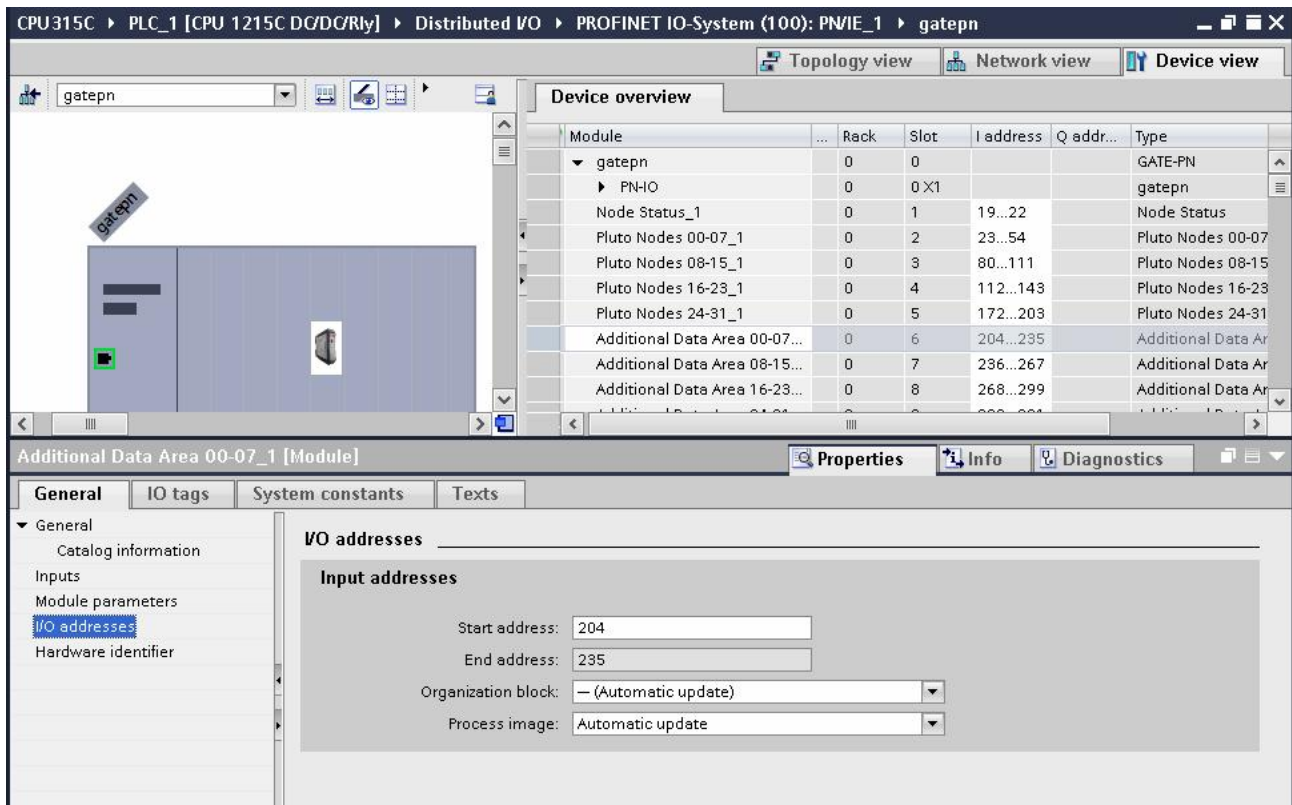 CPU315C ▸ PLC_1 [CPU 1215C DC/DC/Rly] ▸ Distributed I/O ▸ PROFINET IO-System (100): PN/IE_1 ▸ gatepn
Topology view Network view Device view
gatepn
Device overview
Module ... Rack Slot I address Q addr... Type
gatepn 0 0 GATE-PN
PN-IO 0 0 X1 gatepn
Node Status_1 0 1 19...22 Node Status
Pluto Nodes 00-07_1 0 2 23...54 Pluto Nodes 00-07
Pluto Nodes 08-15_1 0 3 80...111 Pluto Nodes 08-15
Pluto Nodes 16-23_1 0 4 112...143 Pluto Nodes 16-23
Pluto Nodes 24-31_1 0 5 172...203 Pluto Nodes 24-31
Additional Data Area 00-07... 0 6 204...235 Additional Data Ar
Additional Data Area 08-15... 0 7 236...267 Additional Data Ar
Additional Data Area 16-23... 0 8 268...299 Additional Data Ar
gatepn
Additional Data Area 00-07_1 [Module]
Properties Info Diagnostics
General IO tags System constants Texts
General
Catalog information
Inputs
Module parameters
I/O addresses
Hardware identifier
I/O addresses
Input addresses
Start address: 204
End address: 235
Organization block: — (Automatic update)
Process image: Automatic update